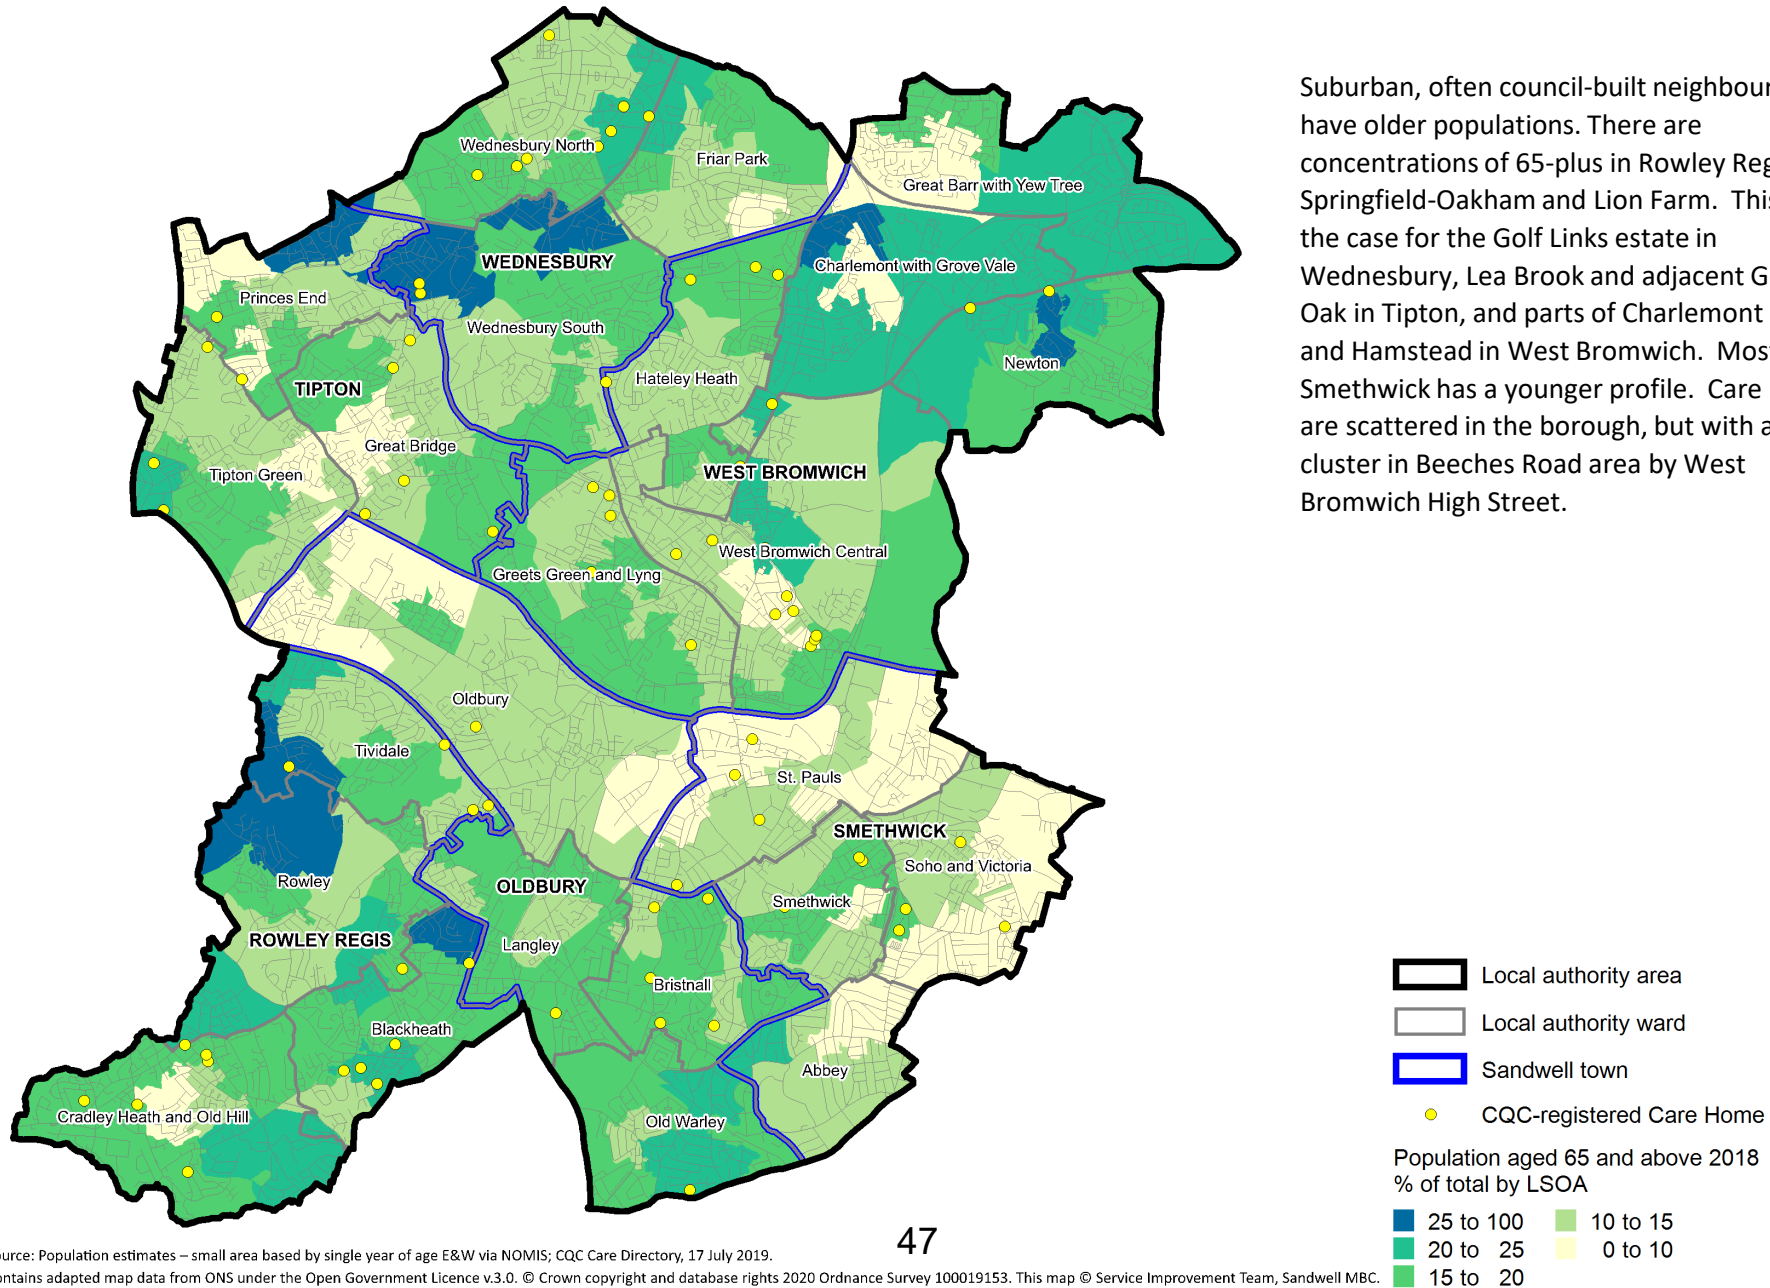 Suburban, often council-built neighbour
have older populations. There are
concentrations of 65-plus in Rowley Reg
Springfield-Oakham and Lion Farm. This
the case for the Golf Links estate in
Wednesbury, Lea Brook and adjacent G
Oak in Tipton, and parts of Charlemont
and Hamstead in West Bromwich. Mos
Smethwick has a younger profile. Care
are scattered in the borough, but with a
cluster in Beeches Road area by West
Bromwich High Street.
Wednesbury North
Friar Park
Great Barr with Yew Tree
WEDNESBURY
Charlemont with Grove Vale
Princes End
Wednesbury South
Newton
Hateley Heath
TIPTON
Great Bridge
Tipton Green
WEST BROMWICH
West Bromwich Central
Greets Green and Lyng
Oldbury
Tividale
St. Pauls
SMETHWICK
Soho and Victoria
Rowley
OLDBURY
Smethwick
ROWLEY REGIS
Langley
Bristnall
Blackheath
Abbey
Cradley Heath and Old Hill
Old Warley
Local authority area
Local authority ward
Sandwell town
CQC-registered Care Home
Population aged 65 and above 2018
% of total by LSOA
25 to 100
10 to 15
20 to 25
0 to 10
15 to 20
47
ource: Population estimates – small area based by single year of age E&W via NOMIS; CQC Care Directory, 17 July 2019.
ontains adapted map data from ONS under the Open Government Licence v.3.0. © Crown copyright and database rights 2020 Ordnance Survey 100019153. This map © Service Improvement Team, Sandwell MBC.